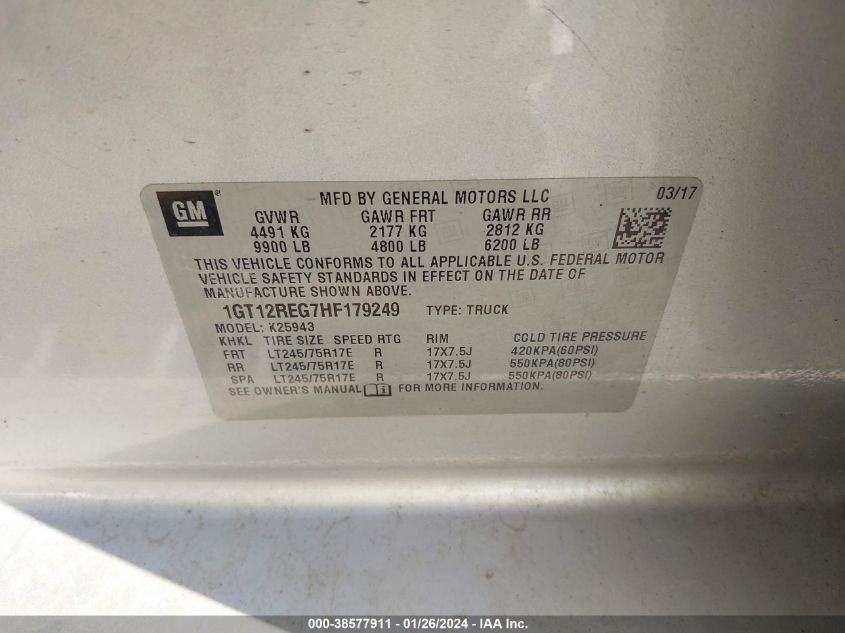 GM®
MFD BY GENERAL MOTORS LLC 03/17
GVWR GAWR FRT GAWR RR
4491 KG 2177 KG 2812 KG
9900 LB 4800 LB 6200 LB
THIS VEHICLE CONFORMS TO ALL APPLICABLE U.S. FEDERAL MOTOR
VEHICLE SAFETY STANDARDS IN EFFECT ON THE DATE OF
MANUFACTURE SHOWN ABOVE.
1GT12REG7HF179249 TYPE: TRUCK
MODEL: K25943
KHKL TIRE SIZE SPEED RTG RIM COLD TIRE PRESSURE
FRT LT245/75R17E R 17X7.5J 420KPA(60PSI)
RR LT245/75R17E R 17X7.5J 550KPA(80PSI)
SPA LT245/75R17E R 17X7.5J 550KPA(80PSI)
SEE OWNER'S MANUAL FOR MORE INFORMATION.
000-38577911 - 01/26/2024 - IAA Inc.